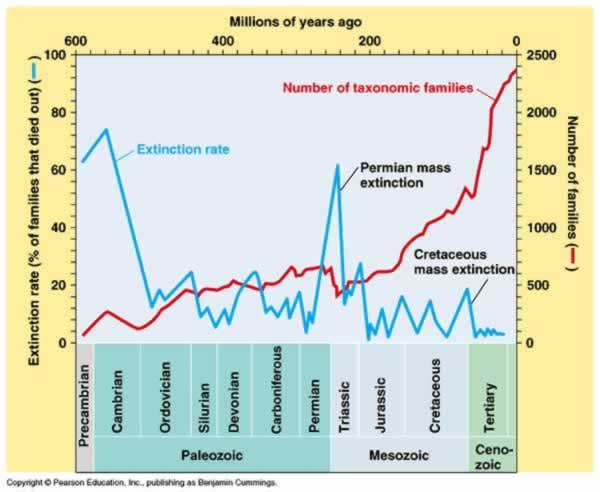 Millions of years ago
600 400 200 0
100 2500
80 2000
60 1500
40 1000
20 500
0 0
Extinction rate (% of families that died out) (—)
Number of families (—)
Number of taxonomic families
Extinction rate
Permian mass
extinction
Cretaceous
mass extinction
Precambrian
Cambrian
Ordovician
Silurian
Devonian
Carboniferous
Permian
Triassic
Jurassic
Cretaceous
Tertiary
Paleozoic
Mesozoic
Ceno-
zoic
Copyright © Pearson Education, Inc., publishing as Benjamin Cummings.